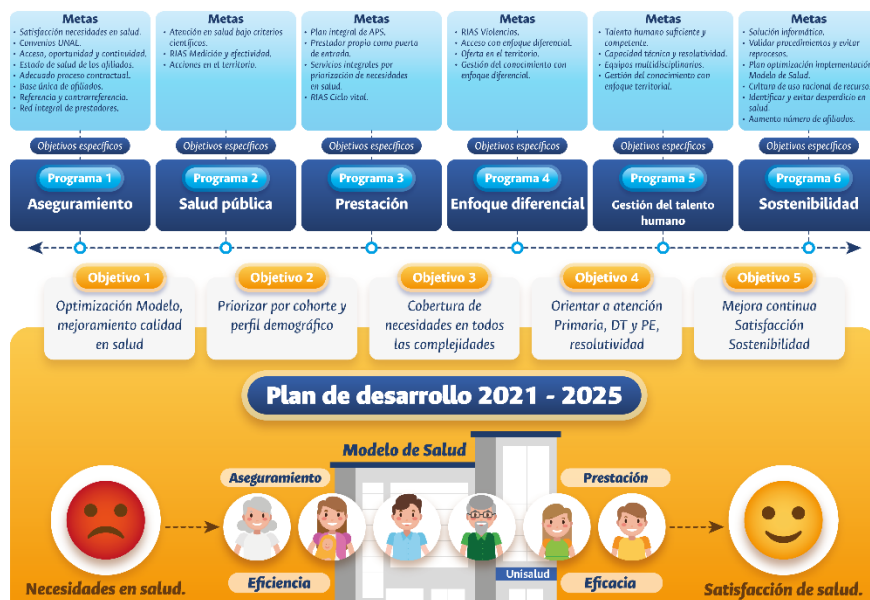 Metas
• Satisfacción necesidades en salud.
• Convenios UNAL.
• Acceso, oportunidad y continuidad.
• Estado de salud de los afiliados.
• Adecuado proceso contractual.
• Base única de afiliados.
• Referencia y contrarreferencia.
• Red integral de prestadores.
Metas
• Atención en salud bajo criterios
científicos.
• RIAS Medición y efectividad.
• Acciones en el territorio.
Metas
• Plan integral de APS.
• Prestador propio como puerta
de entrada.
• Servicios integrales por
priorización de necesidades
en salud.
• RIAS Ciclo vital.
Metas
• RIAS Violencias.
• Acceso con enfoque diferencial.
• Oferta en el territorio.
• Gestión del conocimiento con
enfoque diferencial.
Metas
• Talento humano suficiente y
competente.
• Capacidad técnica y resolutividad.
• Equipos multidisciplinarios.
• Gestión del conocimiento con
enfoque territorial.
Metas
• Solución informático.
• Validar procedimientos y evitar
reprocesos.
• Plan optimización implementación
Modelo de Salud.
• Cultura de uso racional de recurso
• Identificar y evitar desperdicio en
salud.
• Aumento número de afiliados.
Objetivos específicos
Objetivos específicos
Objetivos específicos
Objetivos específicos
Objetivos específicos
Objetivos específicos
Programa 1
Aseguramiento
Programa 2
Salud pública
Programa 3
Prestación
Programa 4
Enfoque diferencial
Programa 5
Gestión del talento
humano
Programa 6
Sostenibilidad
Objetivo 1
Optimización Modelo,
mejoramiento calidad
en salud
Objetivo 2
Priorizar por cohorte y
perfil demográfico
Objetivo 3
Cobertura de
necesidades en todos
las complejidades
Objetivo 4
Orientar a atención
Primaria, DT y PE,
resolutividad
Objetivo 5
Mejora continua
Satisfacción
Sostenibilidad
Plan de desarrollo 2021 - 2025
Modelo de Salud
Aseguramiento
Prestación
Eficiencia
Unisalud
Eficacia
Necesidades en salud.
Satisfacción de salud.